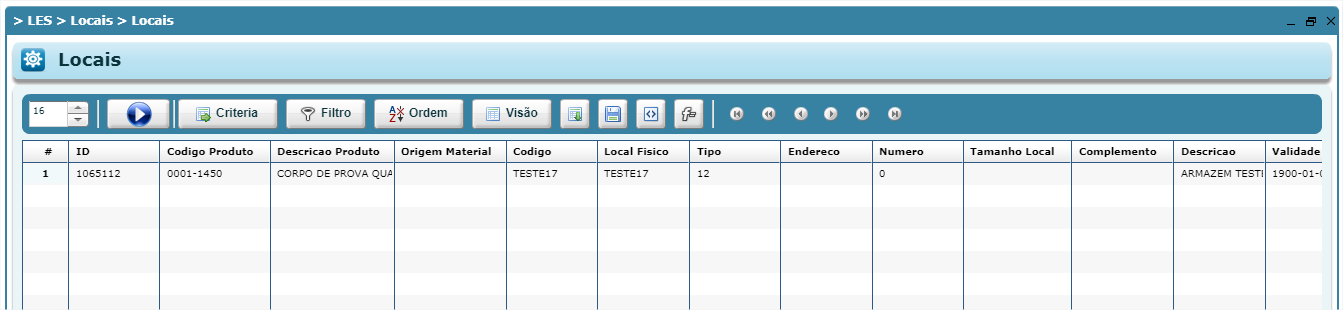 > LES > Locais > Locais
Locais
16 Criteria Filtro Ordem Visão
# ID Codigo Produto Descricao Produto Origem Material Codigo Local Fisico Tipo Endereco Numero Tamanho Local Complemento Descricao Validade
1 1065112 0001-1450 CORPO DE PROVA QUA TESTE17 TESTE17 12 0 ARMAZEM TESTE 1900-01-0